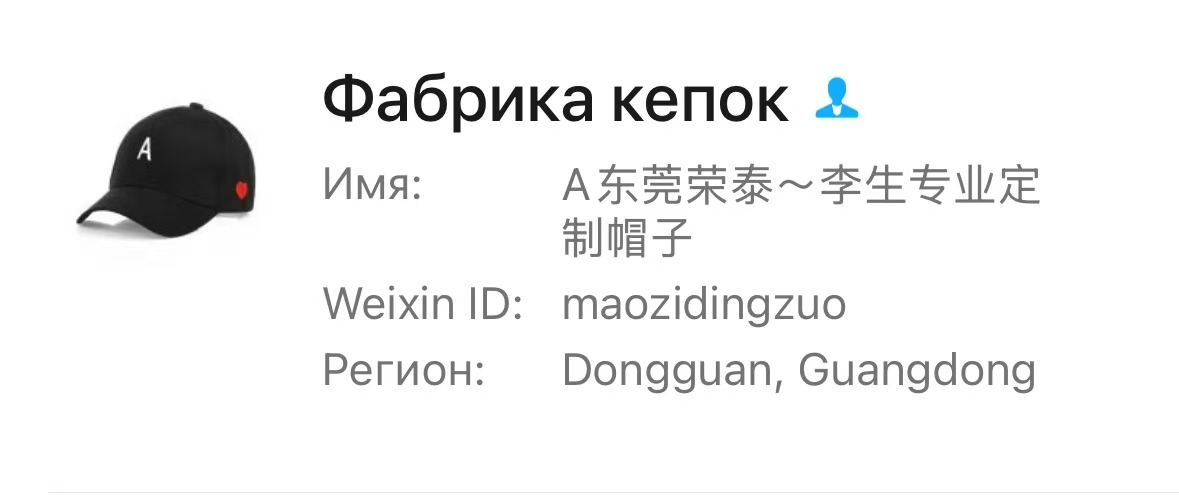 Фабрика кепок
Имя: A东莞荣泰～李生专业定
制帽子
Weixin ID: maozidingzuo
Регион: Dongguan, Guangdong
A